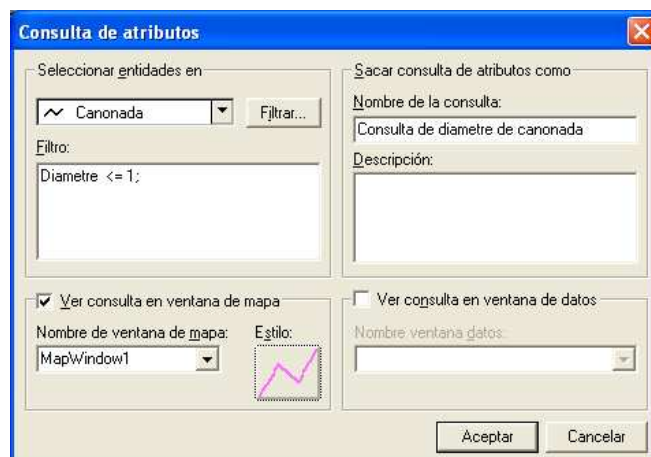 Consulta de atributos
Seleccionar entidades en
Canonada
Filtrar...
Filtro:
Diametre <= 1;
Sacar consulta de atributos como
Nombre de la consulta:
Consulta de diametre de canonada
Descripción:
Ver consulta en ventana de mapa
Nombre de ventana de mapa:
Estilo:
MapWindow1
Ver consulta en ventana de datos
Nombre ventana datos:
Aceptar
Cancelar